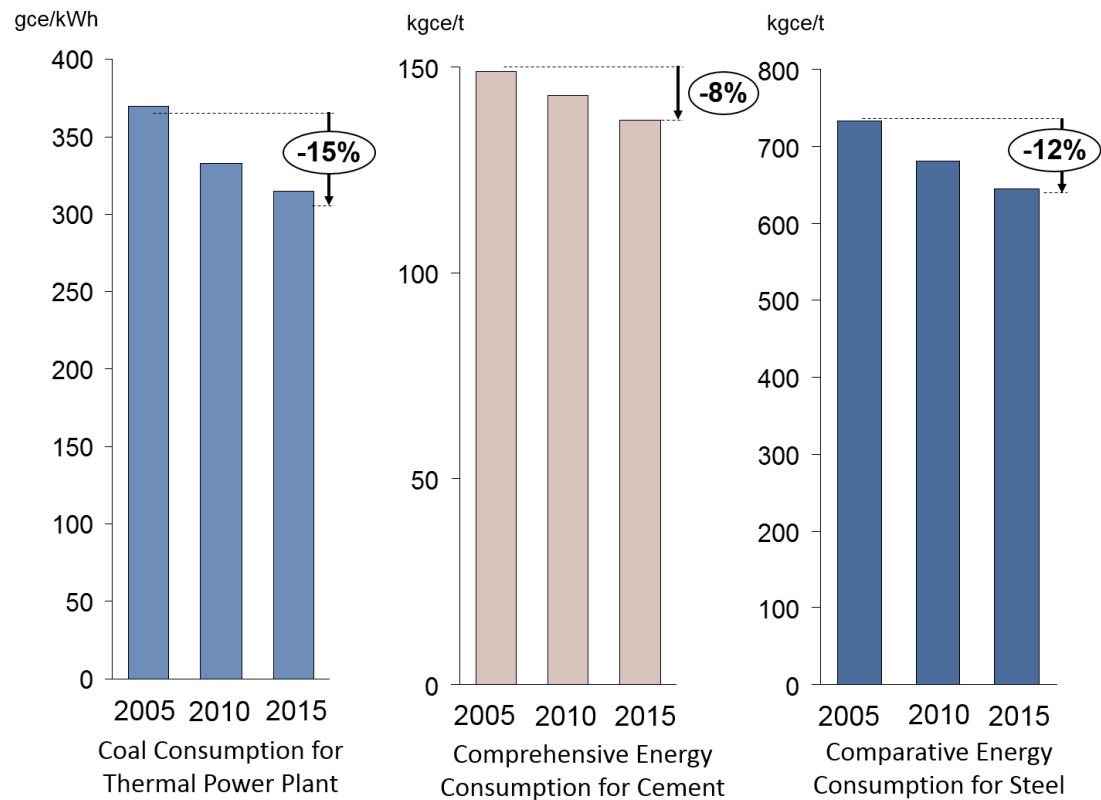 gce/kWh
400
350
300
250
200
150
100
50
0
-15%
2005 2010 2015
Coal Consumption for
Thermal Power Plant
kgce/t
150
100
50
0
-8%
2005 2010 2015
Comprehensive Energy
Consumption for Cement
kgce/t
800
700
600
500
400
300
200
100
0
-12%
2005 2010 2015
Comparative Energy
Consumption for Steel